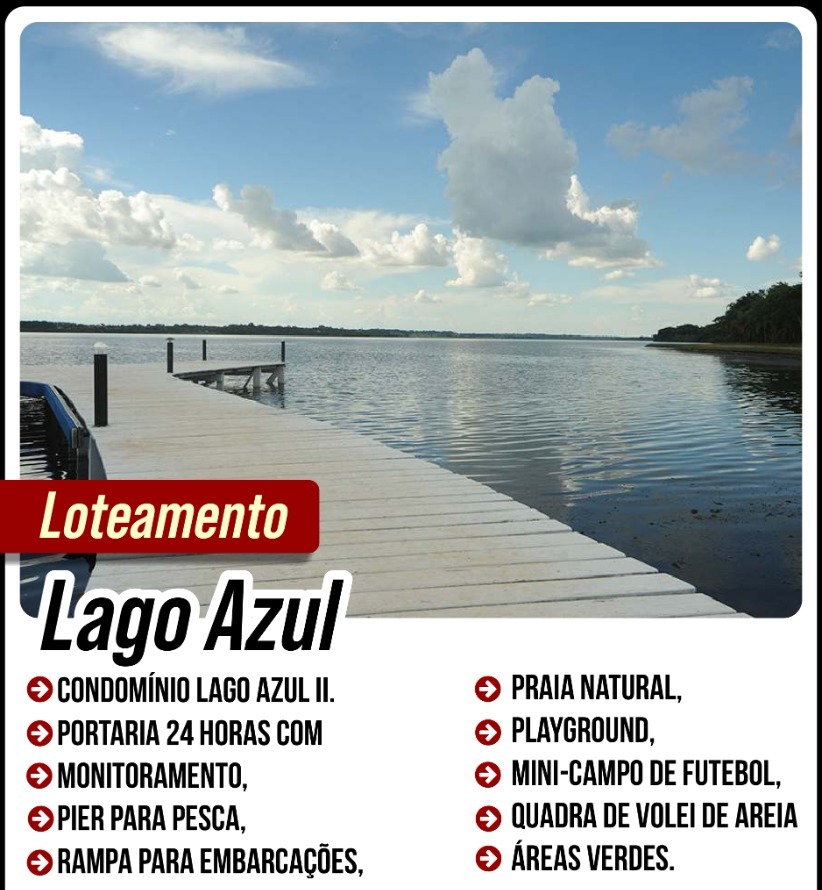 Loteamento
Lago Azul
CONDOMÍNIO LAGO AZUL II.
PORTARIA 24 HORAS COM
MONITORAMENTO,
PIER PARA PESCA,
RAMPA PARA EMBARCAÇÕES,
PRAIA NATURAL,
PLAYGROUND,
MINI-CAMPO DE FUTEBOL,
QUADRA DE VOLEI DE AREIA
ÁREAS VERDES.